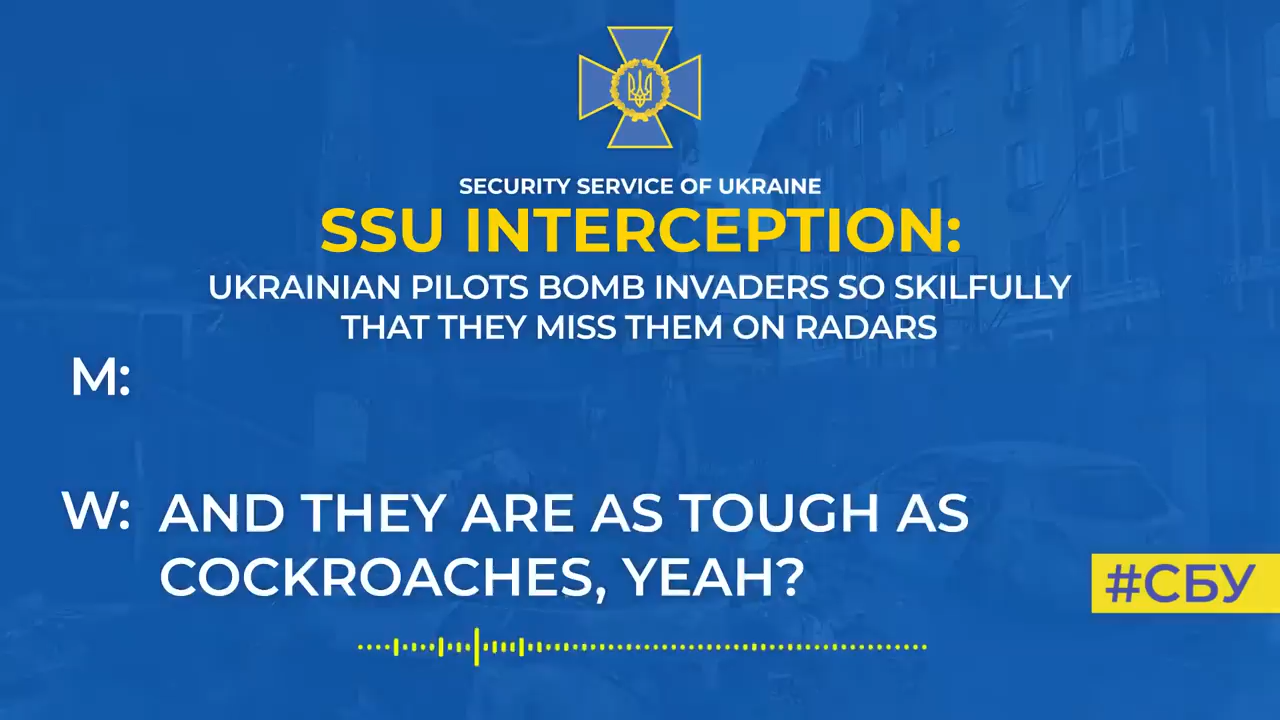 SECURITY SERVICE OF UKRAINE
SSU INTERCEPTION:
UKRAINIAN PILOTS BOMB INVADERS SO SKILFULLY
THAT THEY MISS THEM ON RADARS
M:
W: AND THEY ARE AS TOUGH AS
COCKROACHES, YEAH?
#СБУ